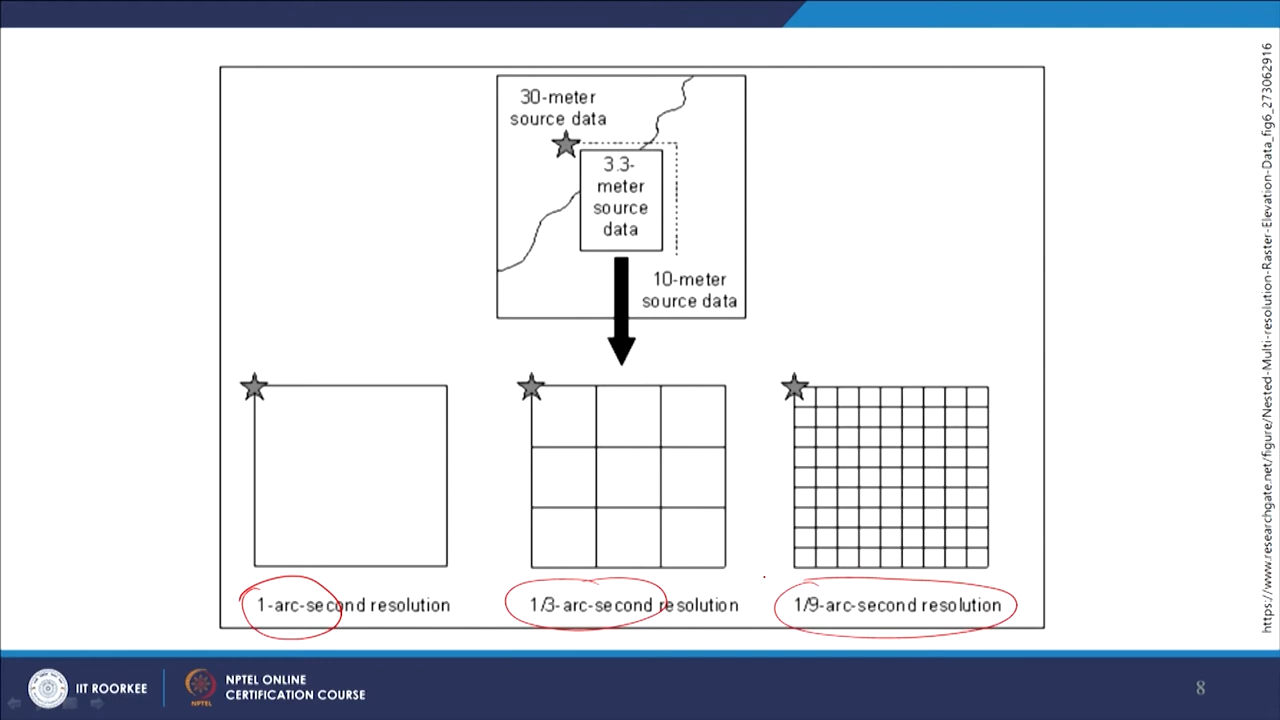 30-meter
source data
3.3-
meter
source
data
10-meter
source data
1-arc-second resolution
1/3-arc-second resolution
1/9-arc-second resolution
https://www.researchgate.net/figure/Nested-Multi-resolution-Raster-Elevation-Data_fig6_273062916
IIT ROORKEE
NPTEL
NPTEL ONLINE
CERTIFICATION COURSE
8